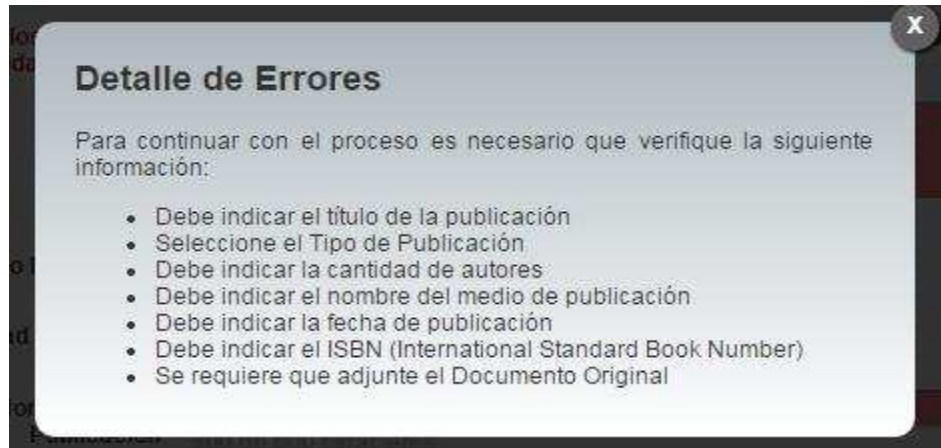 X
Detalle de Errores
Para continuar con el proceso es necesario que verifique la siguiente
información:
• Debe indicar el título de la publicación
• Seleccione el Tipo de Publicación
• Debe indicar la cantidad de autores
• Debe indicar el nombre del medio de publicación
• Debe indicar la fecha de publicación
• Debe indicar el ISBN (International Standard Book Number)
• Se requiere que adjunte el Documento Original